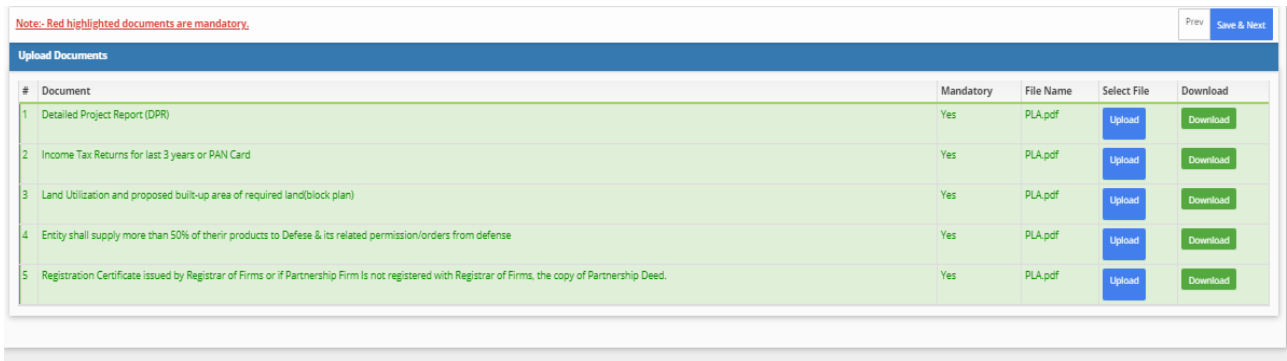 Note:- Red highlighted documents are mandatory.
Prev Save & Next
Upload Documents
# Document Mandatory File Name Select File Download
1 Detailed Project Report (DPR) Yes PLA.pdf Upload Download
2 Income Tax Returns for last 3 years or PAN Card Yes PLA.pdf Upload Download
3 Land Utilization and proposed built-up area of required land(block plan) Yes PLA.pdf Upload Download
4 Entity shall supply more than 50% of therir products to Defese & its related permission/orders from defense Yes PLA.pdf Upload Download
5 Registration Certificate issued by Registrar of Firms or if Partnership Firm Is not registered with Registrar of Firms, the copy of Partnership Deed. Yes PLA.pdf Upload Download